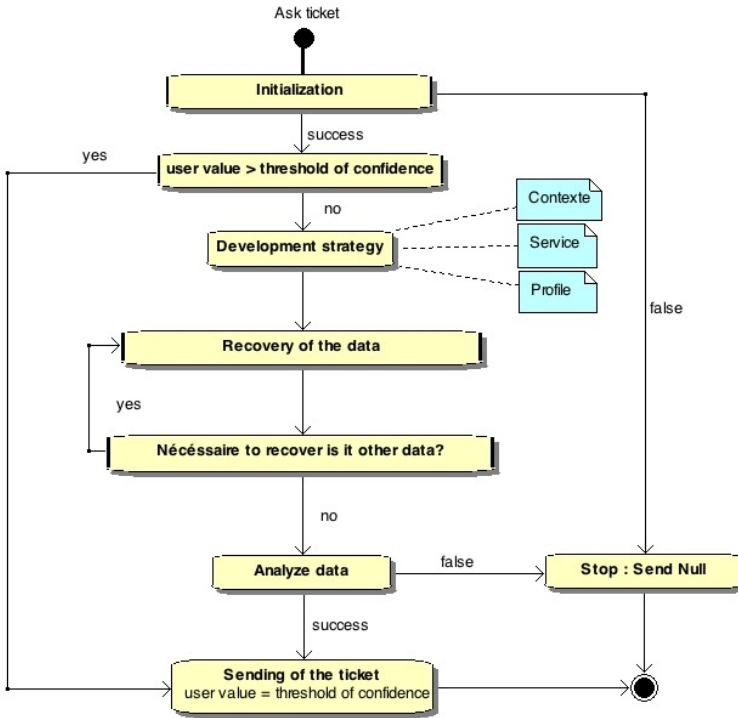 Ask ticket
Initialization
success
yes
user value > threshold of confidence
no
Contexte
Development strategy
Service
Profile
false
Recovery of the data
yes
Nécéssaire to recover is it other data?
no
Analyze data
false
Stop : Send Null
success
Sending of the ticket
user value = threshold of confidence